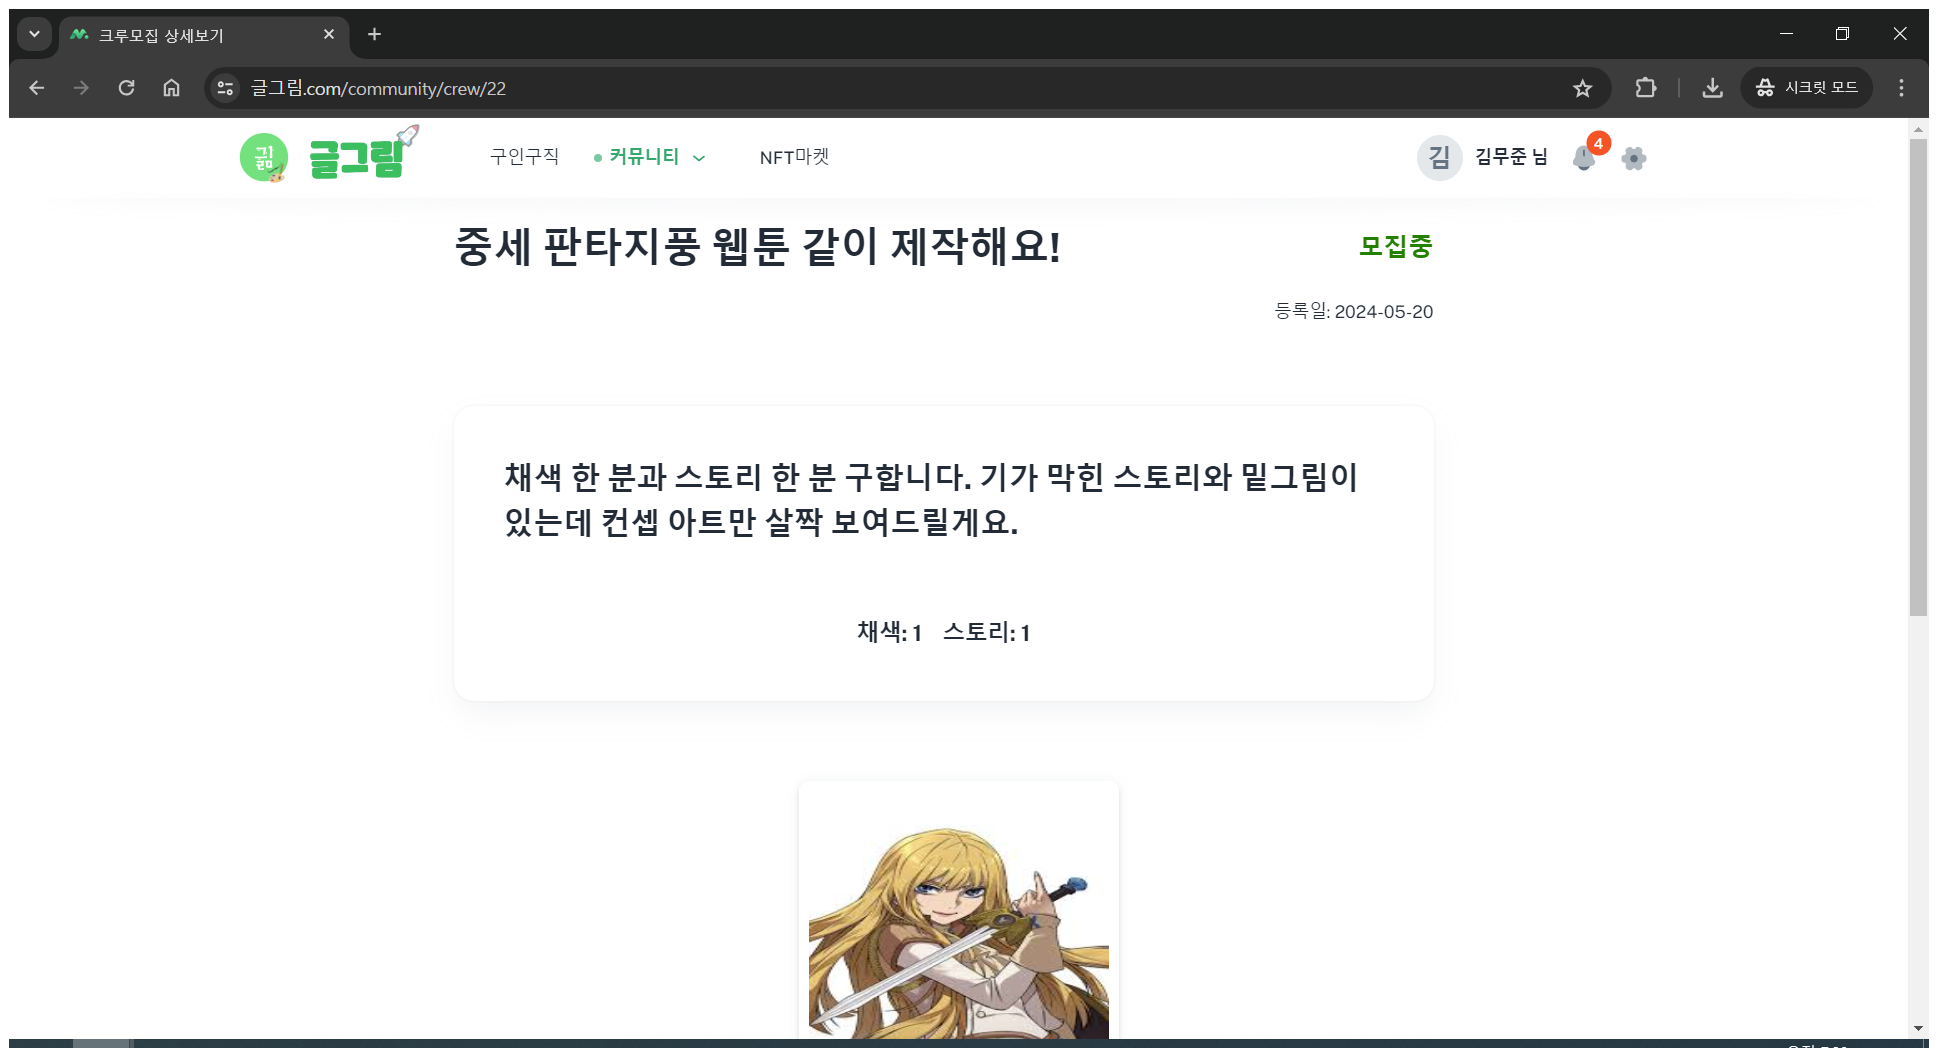 크루모집 상세보기
글그림.com/community/crew/22
시크릿 모드
글그림
구인구직
커뮤니티
NFT마켓
김
김무준 님
4
중세 판타지풍 웹툰 같이 제작해요!
모집중
등록일: 2024-05-20
채색 한 분과 스토리 한 분 구합니다. 기가 막힌 스토리와 밑그림이
있는데 컨셉 아트만 살짝 보여드릴게요.
채색: 1 스토리: 1